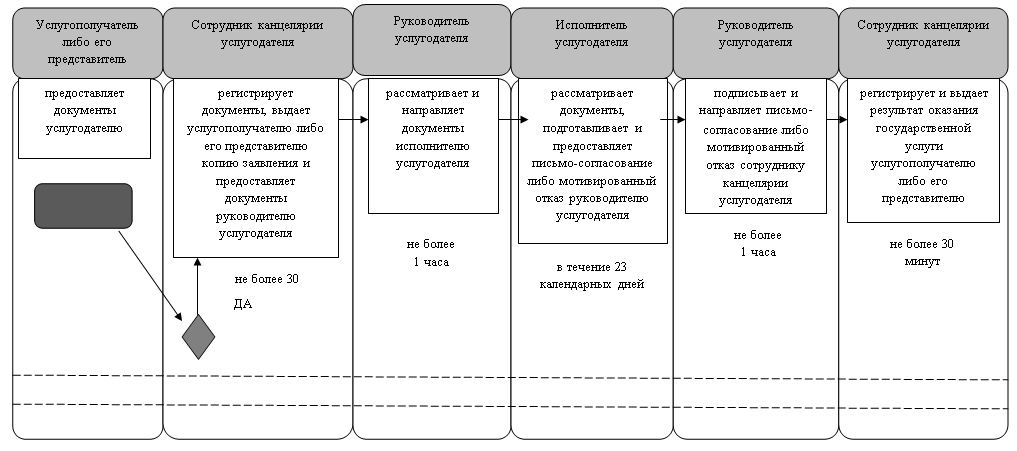 Услугополучатель
либо его
представитель
Сотрудник канцелярии
услугодателя
Руководитель
услугодателя
Исполнитель
услугодателя
Руководитель
услугодателя
Сотрудник канцелярии
услугодателя
предоставляет
документы
услугодателю
регистрирует
документы, выдает
услугополучателю либо
его представителю
копию заявления и
предоставляет
документы
руководителю
услугодателя
рассматривает и
направляет
документы
исполнителю
услугодателя
рассматривает
документы,
подготавливает и
предоставляет
письмо-согласование
либо мотивированный
отказ руководителю
услугодателя
подписывает и
направляет письмо-
согласование либо
мотивированный
отказ сотруднику
канцелярии
услугодателя
регистрирует и выдает
результат оказания
государственной
услуги
услугополучателю
либо его
представителю
не более 30
ДА
не более
1 часа
в течение 23
календарных дней
не более
1 часа
не более 30
минут